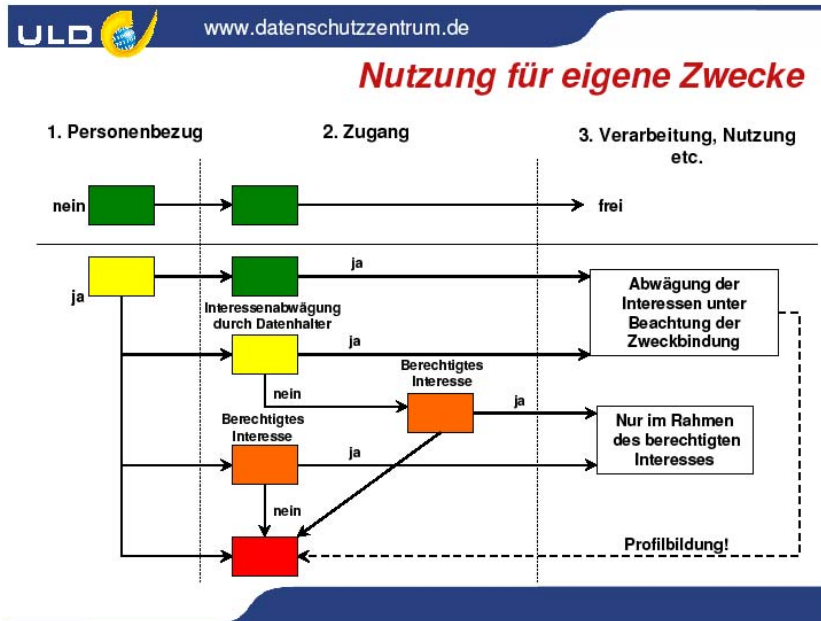 ULD
www.datenschutzzentrum.de
Nutzung für eigene Zwecke
1. Personenbezug
2. Zugang
3. Verarbeitung, Nutzung
etc.
nein
frei
ja
ja
Interessenabwägung
durch Datenhalter
Abwägung der
Interessen unter
Beachtung der
Zweckbindung
ja
nein
Berechtigtes
Interesse
ja
Berechtigtes
Interesse
ja
Nur im Rahmen
des berechtigten
Interesses
nein
Profilbildung!